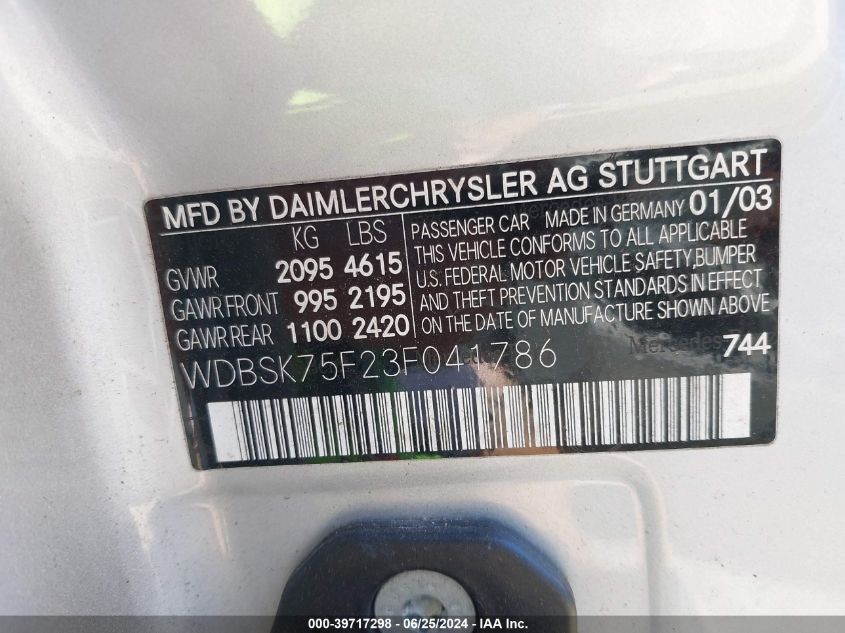 MFD BY DAIMLERCHRYSLER AG STUTTGART
KG LBS
GVWR 2095 4615
GAWR FRONT 995 2195
GAWR REAR 1100 2420
PASSENGER CAR MADE IN GERMANY 01/03
THIS VEHICLE CONFORMS TO ALL APPLICABLE
U.S. FEDERAL MOTOR VEHICLE SAFETY,BUMPER
AND THEFT PREVENTION STANDARDS IN EFFECT
ON THE DATE OF MANUFACTURE SHOWN ABOVE
WDBSK75F23F041786
Mercedes 744
000-39717298 - 06/25/2024 - IAA Inc.